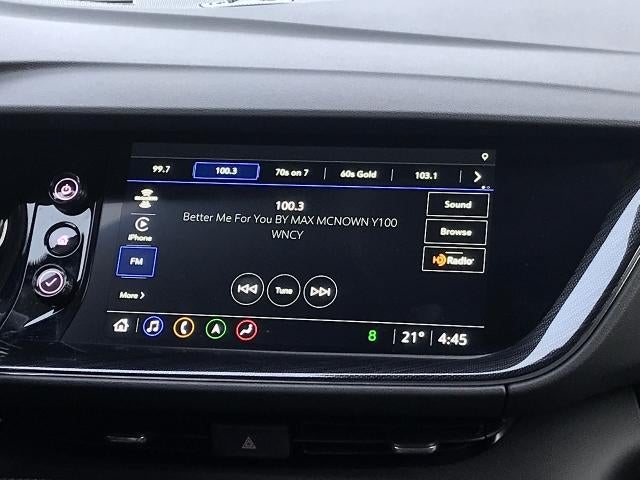 99.7 100.3 70s on 7 60s Gold 103.1
100.3
Better Me For You BY MAX MCNOWN Y100
WNCY
Sound
Browse
HD Radio
iPhone
FM
More
Tune
8 21° 4:45